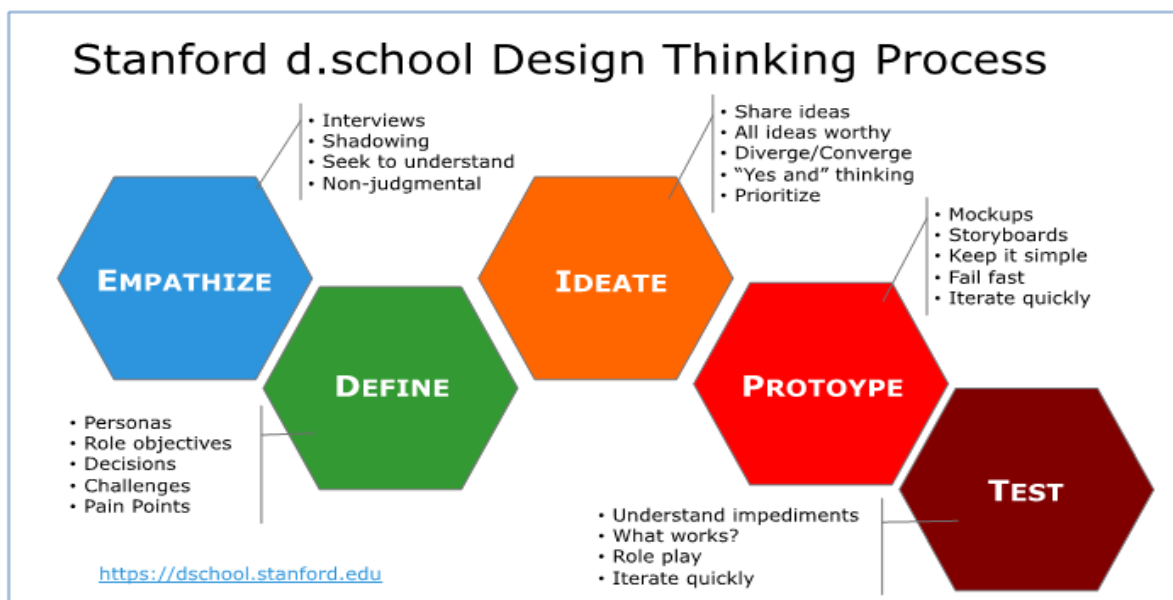 Stanford d.school Design Thinking Process
• Interviews
• Shadowing
• Seek to understand
• Non-judgmental
EMPATHIZE
• Personas
• Role objectives
• Decisions
• Challenges
• Pain Points
DEFINE
• Share ideas
• All ideas worthy
• Diverge/Converge
• “Yes and” thinking
• Prioritize
IDEATE
• Mockups
• Storyboards
• Keep it simple
• Fail fast
• Iterate quickly
PROTOYPE
• Understand impediments
• What works?
• Role play
• Iterate quickly
TEST
https://dschool.stanford.edu